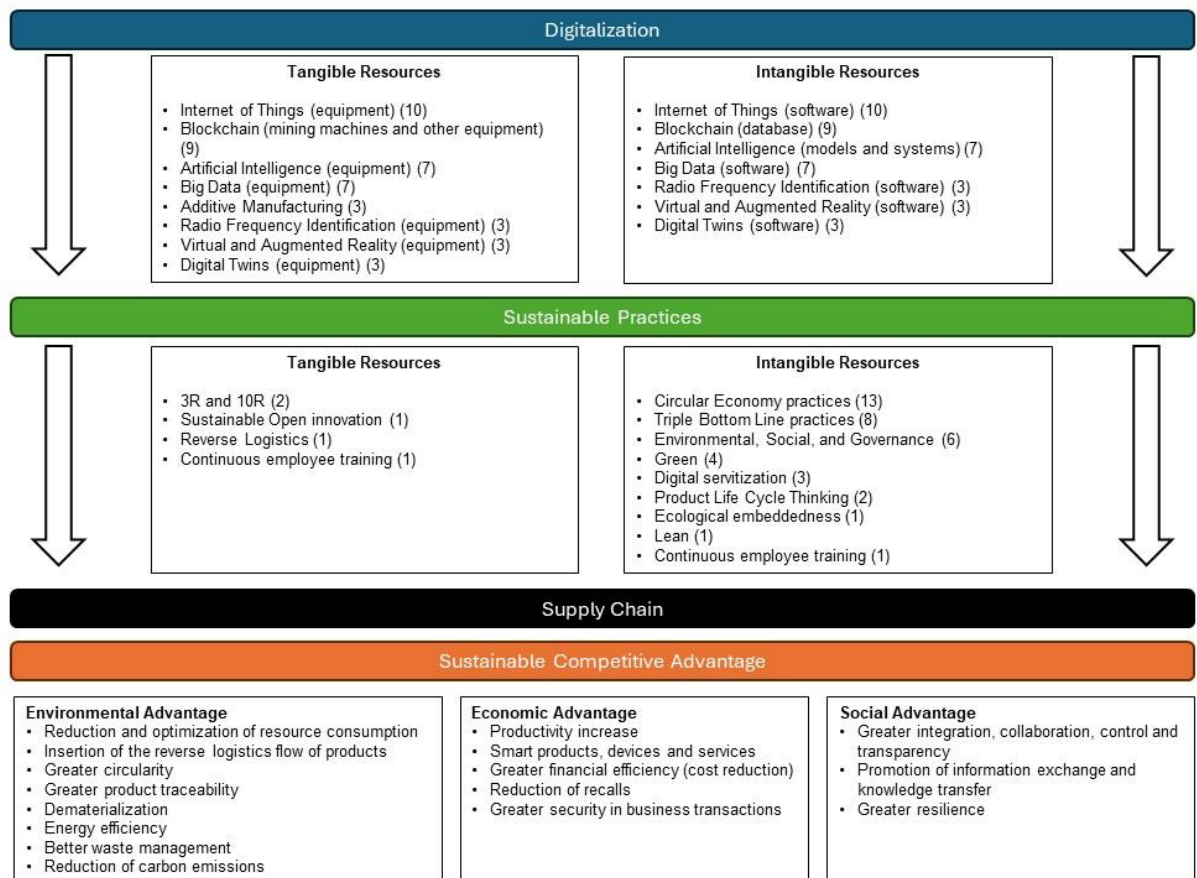 Digitalization
Tangible Resources
• Internet of Things (equipment) (10)
• Blockchain (mining machines and other equipment)
(9)
• Artificial Intelligence (equipment) (7)
• Big Data (equipment) (7)
• Additive Manufacturing (3)
• Radio Frequency Identification (equipment) (3)
• Virtual and Augmented Reality (equipment) (3)
• Digital Twins (equipment) (3)
Intangible Resources
• Internet of Things (software) (10)
• Blockchain (database) (9)
• Artificial Intelligence (models and systems) (7)
• Big Data (software) (7)
• Radio Frequency Identification (software) (3)
• Virtual and Augmented Reality (software) (3)
• Digital Twins (software) (3)
Sustainable Practices
Tangible Resources
• 3R and 10R (2)
• Sustainable Open innovation (1)
• Reverse Logistics (1)
• Continuous employee training (1)
Intangible Resources
• Circular Economy practices (13)
• Triple Bottom Line practices (8)
• Environmental, Social, and Governance (6)
• Green (4)
• Digital servitization (3)
• Product Life Cycle Thinking (2)
• Ecological embeddedness (1)
• Lean (1)
• Continuous employee training (1)
Supply Chain
Sustainable Competitive Advantage
Environmental Advantage
• Reduction and optimization of resource consumption
• Insertion of the reverse logistics flow of products
• Greater circularity
• Greater product traceability
• Dematerialization
• Energy efficiency
• Better waste management
• Reduction of carbon emissions
Economic Advantage
• Productivity increase
• Smart products, devices and services
• Greater financial efficiency (cost reduction)
• Reduction of recalls
• Greater security in business transactions
Social Advantage
• Greater integration, collaboration, control and
transparency
• Promotion of information exchange and
knowledge transfer
• Greater resilience